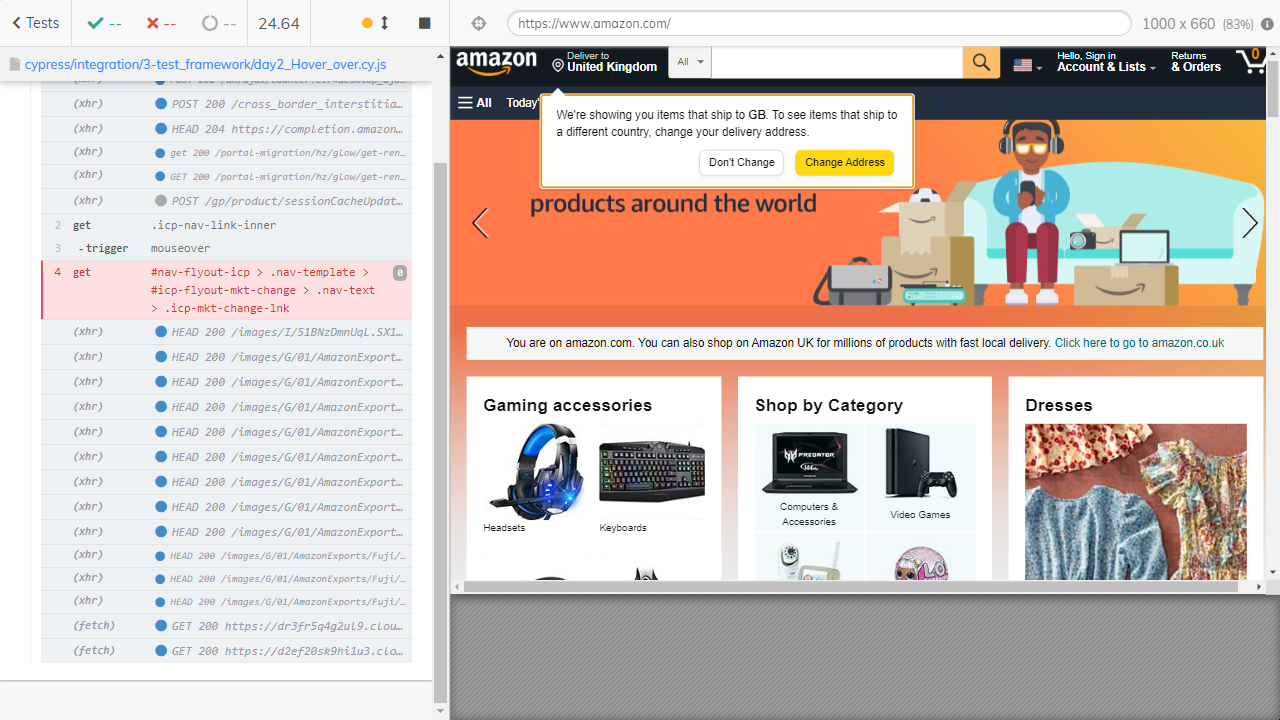 Tests
--
--
--
24.64
https://www.amazon.com/
1000 x 660 (83%)
cypress/integration/3-test_framework/day2_Hover_over.cy.js
(xhr) POST 200 /cross_border_interstitia…
(xhr) HEAD 204 https://completion.amazon…
(xhr) get 200 /portal-migration/hz/glow/get-ren…
(xhr) GET 200 /portal-migration/hz/glow/get-ren…
(xhr) POST /gp/product/sessionCacheUpdat…
2 get .icp-nav-link-inner
3 -trigger mouseover
4 get #nav-flyout-icp > .nav-template > 0
#icp-flyout-mkt-change > .nav-text
> .icp-mkt-change-lnk
(xhr) HEAD 200 /images/I/51BNzDmnUqL.SX1…
(xhr) HEAD 200 /images/G/01/AmazonExport…
(xhr) HEAD 200 /images/G/01/AmazonExport…
(xhr) HEAD 200 /images/G/01/AmazonExport…
(xhr) HEAD 200 /images/G/01/AmazonExport…
(xhr) HEAD 200 /images/G/01/AmazonExport…
(xhr) HEAD 200 /images/G/01/AmazonExport…
(xhr) HEAD 200 /images/G/01/AmazonExport…
(xhr) HEAD 200 /images/G/01/AmazonExport…
(xhr) HEAD 200 /images/G/01/AmazonExports/Fuji/…
(xhr) HEAD 200 /images/G/01/AmazonExports/Fuji/…
(xhr) HEAD 200 /images/G/01/AmazonExports/Fuji/…
(fetch) GET 200 https://dr3fr5q4g2ul9.clou…
(fetch) GET 200 https://d2ef20sk9hi1u3.clo…
amazon
Deliver to
United Kingdom
All
Hello, Sign in
Account & Lists
Returns
& Orders
0
All
Today'
We're showing you items that ship to GB. To see items that ship to
a different country, change your delivery address.
Don't Change
Change Address
products around the world
You are on amazon.com. You can also shop on Amazon UK for millions of products with fast local delivery. Click here to go to amazon.co.uk
Gaming accessories
Headsets
Keyboards
Shop by Category
PREDATOR
Computers &
Accessories
Video Games
Dresses